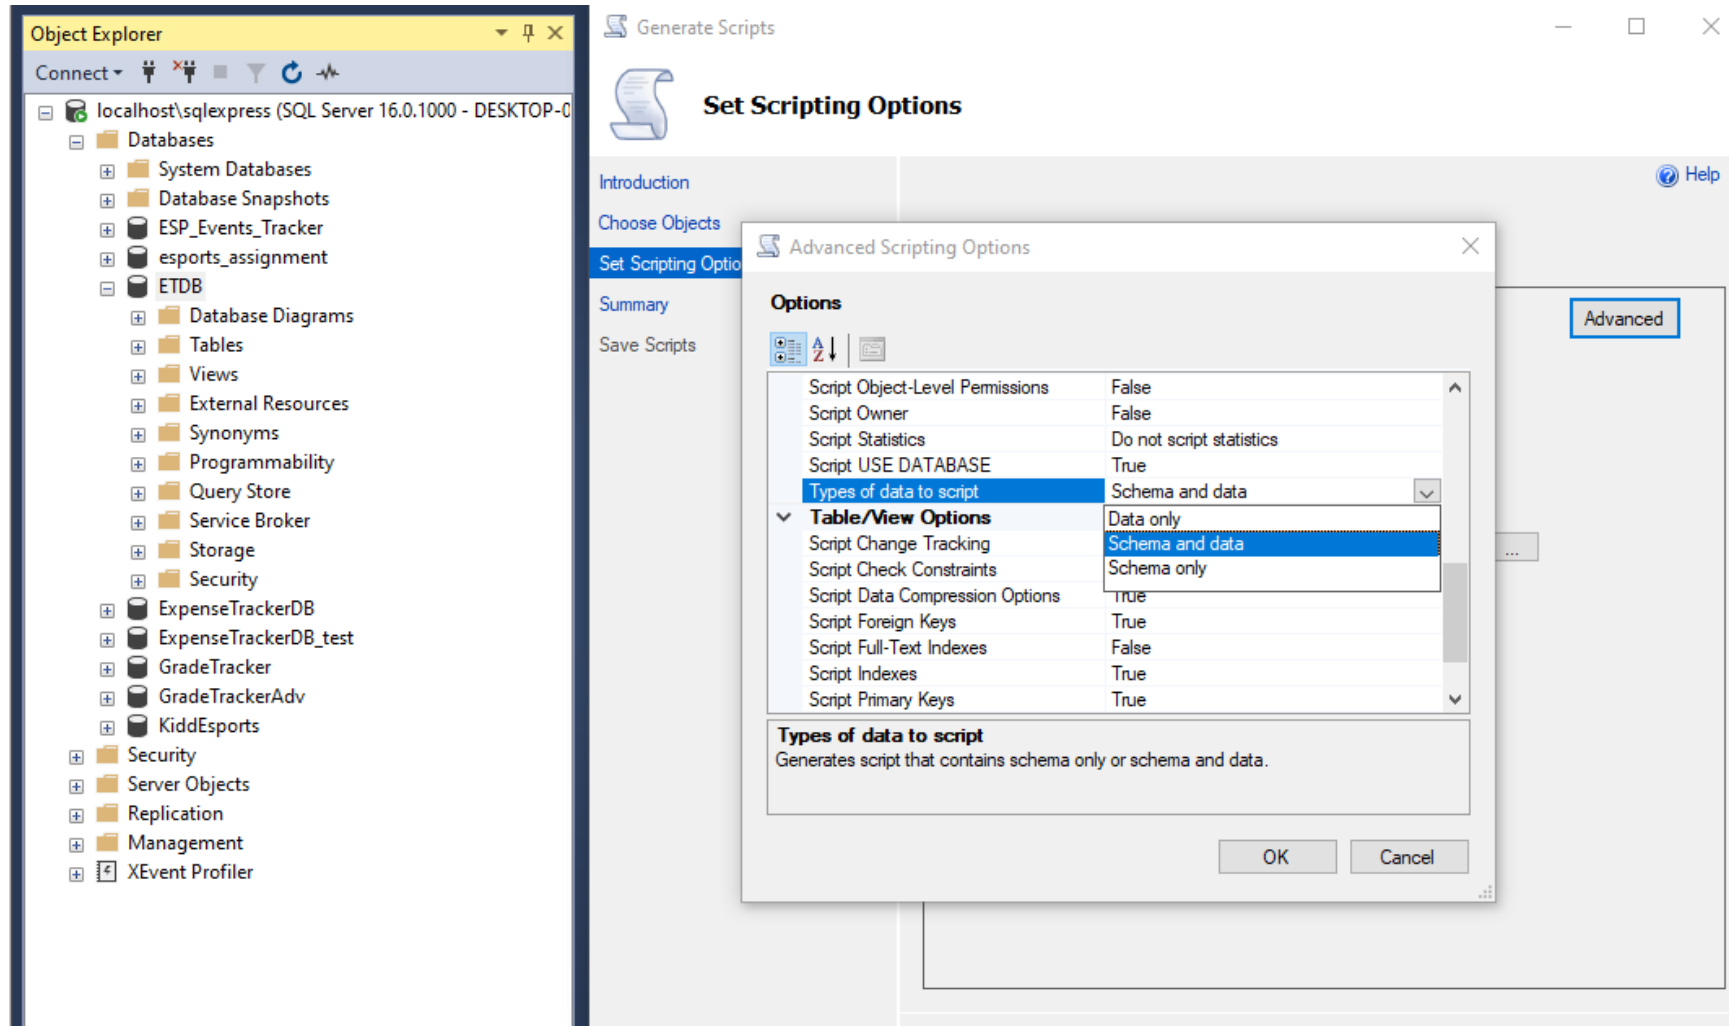 Object Explorer
Connect
localhost\sqlexpress (SQL Server 16.0.1000 - DESKTOP-0
Databases
System Databases
Database Snapshots
ESP_Events_Tracker
esports_assignment
ETDB
Database Diagrams
Tables
Views
External Resources
Synonyms
Programmability
Query Store
Service Broker
Storage
Security
ExpenseTrackerDB
ExpenseTrackerDB_test
GradeTracker
GradeTrackerAdv
KiddEsports
Security
Server Objects
Replication
Management
XEvent Profiler
Generate Scripts
Set Scripting Options
Introduction
Choose Objects
Set Scripting Optio
Summary
Save Scripts
Help
Advanced
...
Advanced Scripting Options
Options
Script Object-Level Permissions False
Script Owner False
Script Statistics Do not script statistics
Script USE DATABASE True
Types of data to script Schema and data
Table/View Options
Data only
Script Change Tracking
Schema and data
Script Check Constraints
Schema only
Script Data Compression Options True
Script Foreign Keys True
Script Full-Text Indexes False
Script Indexes True
Script Primary Keys True
Types of data to script
Generates script that contains schema only or schema and data.
OK
Cancel